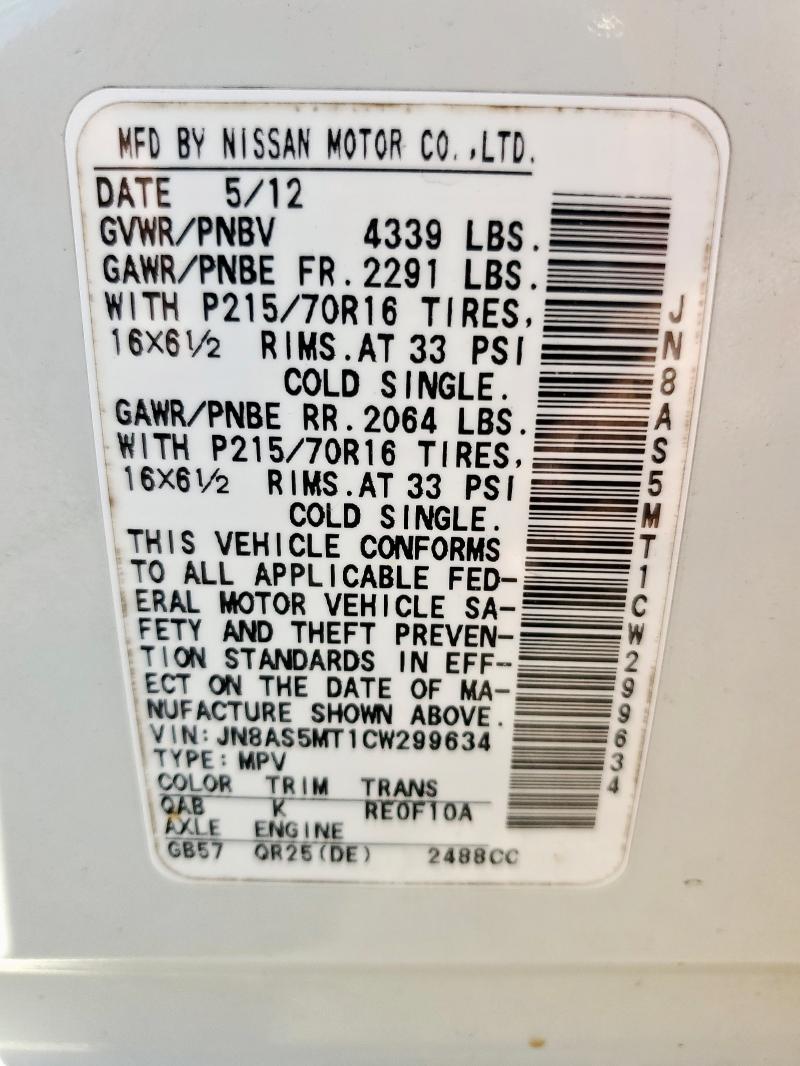 MFD BY NISSAN MOTOR CO.,LTD.
DATE 5/12
GVWR/PNBV 4339 LBS.
GAWR/PNBE FR.2291 LBS.
WITH P215/70R16 TIRES,
16X6½ RIMS.AT 33 PSI
COLD SINGLE.
GAWR/PNBE RR.2064 LBS.
WITH P215/70R16 TIRES,
16X6½ RIMS.AT 33 PSI
COLD SINGLE.
THIS VEHICLE CONFORMS
TO ALL APPLICABLE FED-
ERAL MOTOR VEHICLE SA-
FETY AND THEFT PREVEN-
TION STANDARDS IN EFF-
ECT ON THE DATE OF MA-
NUFACTURE SHOWN ABOVE.
VIN:JN8AS5MT1CW299634
TYPE:MPV
COLOR TRIM TRANS
QAB K RE0F10A
AXLE ENGINE
GB57 QR25(DE) 2488CC
JN8AS5MT1CW299634